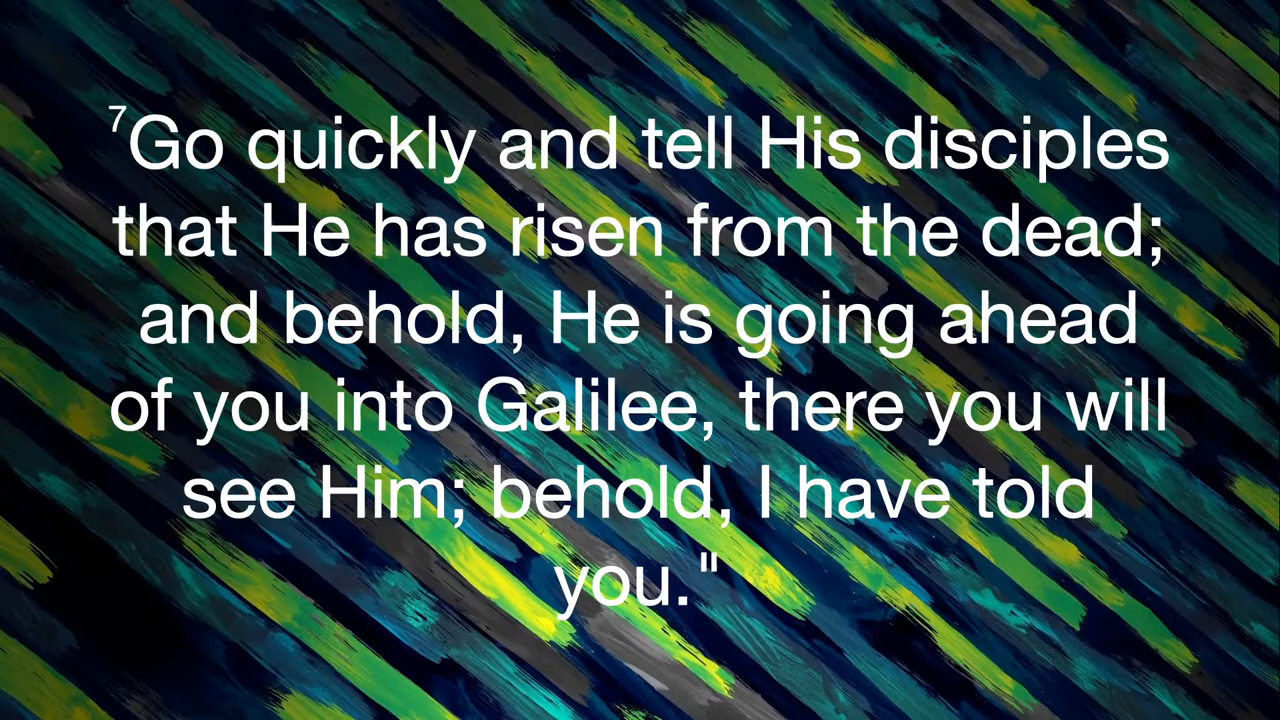 ⁷Go quickly and tell His disciples
that He has risen from the dead;
and behold, He is going ahead
of you into Galilee, there you will
see Him; behold, I have told
you."